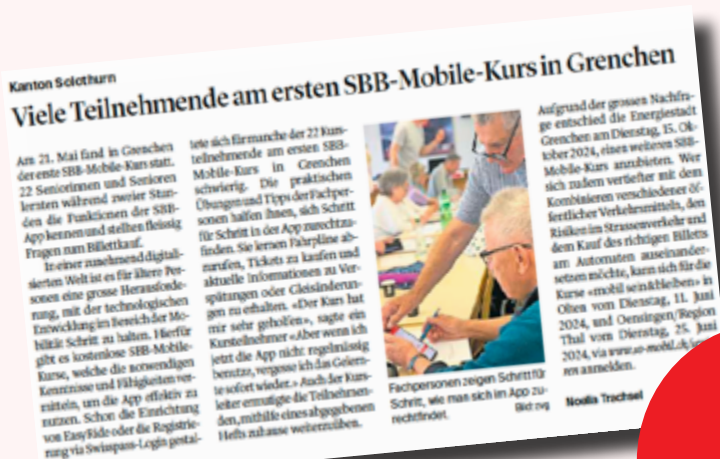 Kanton Solothurn
Viele Teilnehmende am ersten SBB-Mobile-Kurs in Grenchen
Am 21. Mai fand in Grenchen
der erste SBB-Mobile-Kurs statt.
22 Seniorinnen und Senioren
lernten während zweier Stun-
den die Funktionen der SBB-
App kennen und stellten fleissig
Fragen zum Billettkauf.
In einer zunehmend digitali-
sierten Welt ist es für ältere Per-
sonen eine grosse Herausforde-
rung, mit der technologischen
Entwicklung im Bereich der Mo-
bilität Schritt zu halten. Hierfür
gibt es kostenlose SBB-Mobile-
Kurse, welche die notwendigen
Kenntnisse und Fähigkeiten ver-
mitteln, um die App effektiv zu
nutzen. Schon die Einrichtung
von EasyRide oder die Registrie-
rung via Swisspass-Login gestal-
tete sich für manche der 22 Kurs-
teilnehmende am ersten SBB-
Mobile-Kurs in Grenchen
schwierig. Die praktischen
Übungen und Tipps der Fachper-
sonen halfen ihnen, sich Schritt
für Schritt in der App zurechtzu-
finden. Sie lernen Fahrpläne ab-
zurufen, Tickets zu kaufen und
aktuelle Informationen zu Ver-
spätungen oder Gleisänderun-
gen zu erhalten. «Der Kurs hat
mir sehr geholfen», sagte ein
Kursteilnehmer «Aber wenn ich
jetzt die App nicht regelmässig
benutze, vergesse ich das Gelern-
te sofort wieder.» Auch der Kurs-
leiter ermutigte die Teilnehmen-
den, mithilfe eines abgegebenen
Hefts zuhause weiterzuüben.
Fachpersonen zeigen Schritt für
Schritt, wie man sich im App zu-
rechtfindet. Bild: zvg
Aufgrund der grossen Nachfra-
ge entschied die Energiestadt
Grenchen am Dienstag, 15. Ok-
tober 2024, einen weiteren SBB-
Mobile-Kurs anzubieten. Wer
sich zudem vertiefter mit dem
Kombinieren verschiedener öf-
fentlicher Verkehrsmitteln, den
Risiken im Strassenverkehr und
dem Kauf des richtigen Billetts
am Automaten auseinander-
setzen möchte, kann sich für die
Kurse «mobil sein & bleiben» in
Olten vom Dienstag, 11. Juni
2024, und Oensingen/Region
Thal vom Dienstag, 25. Juni
2024, via www.so-mobil.ch
anmelden.
Noelia Trachsel